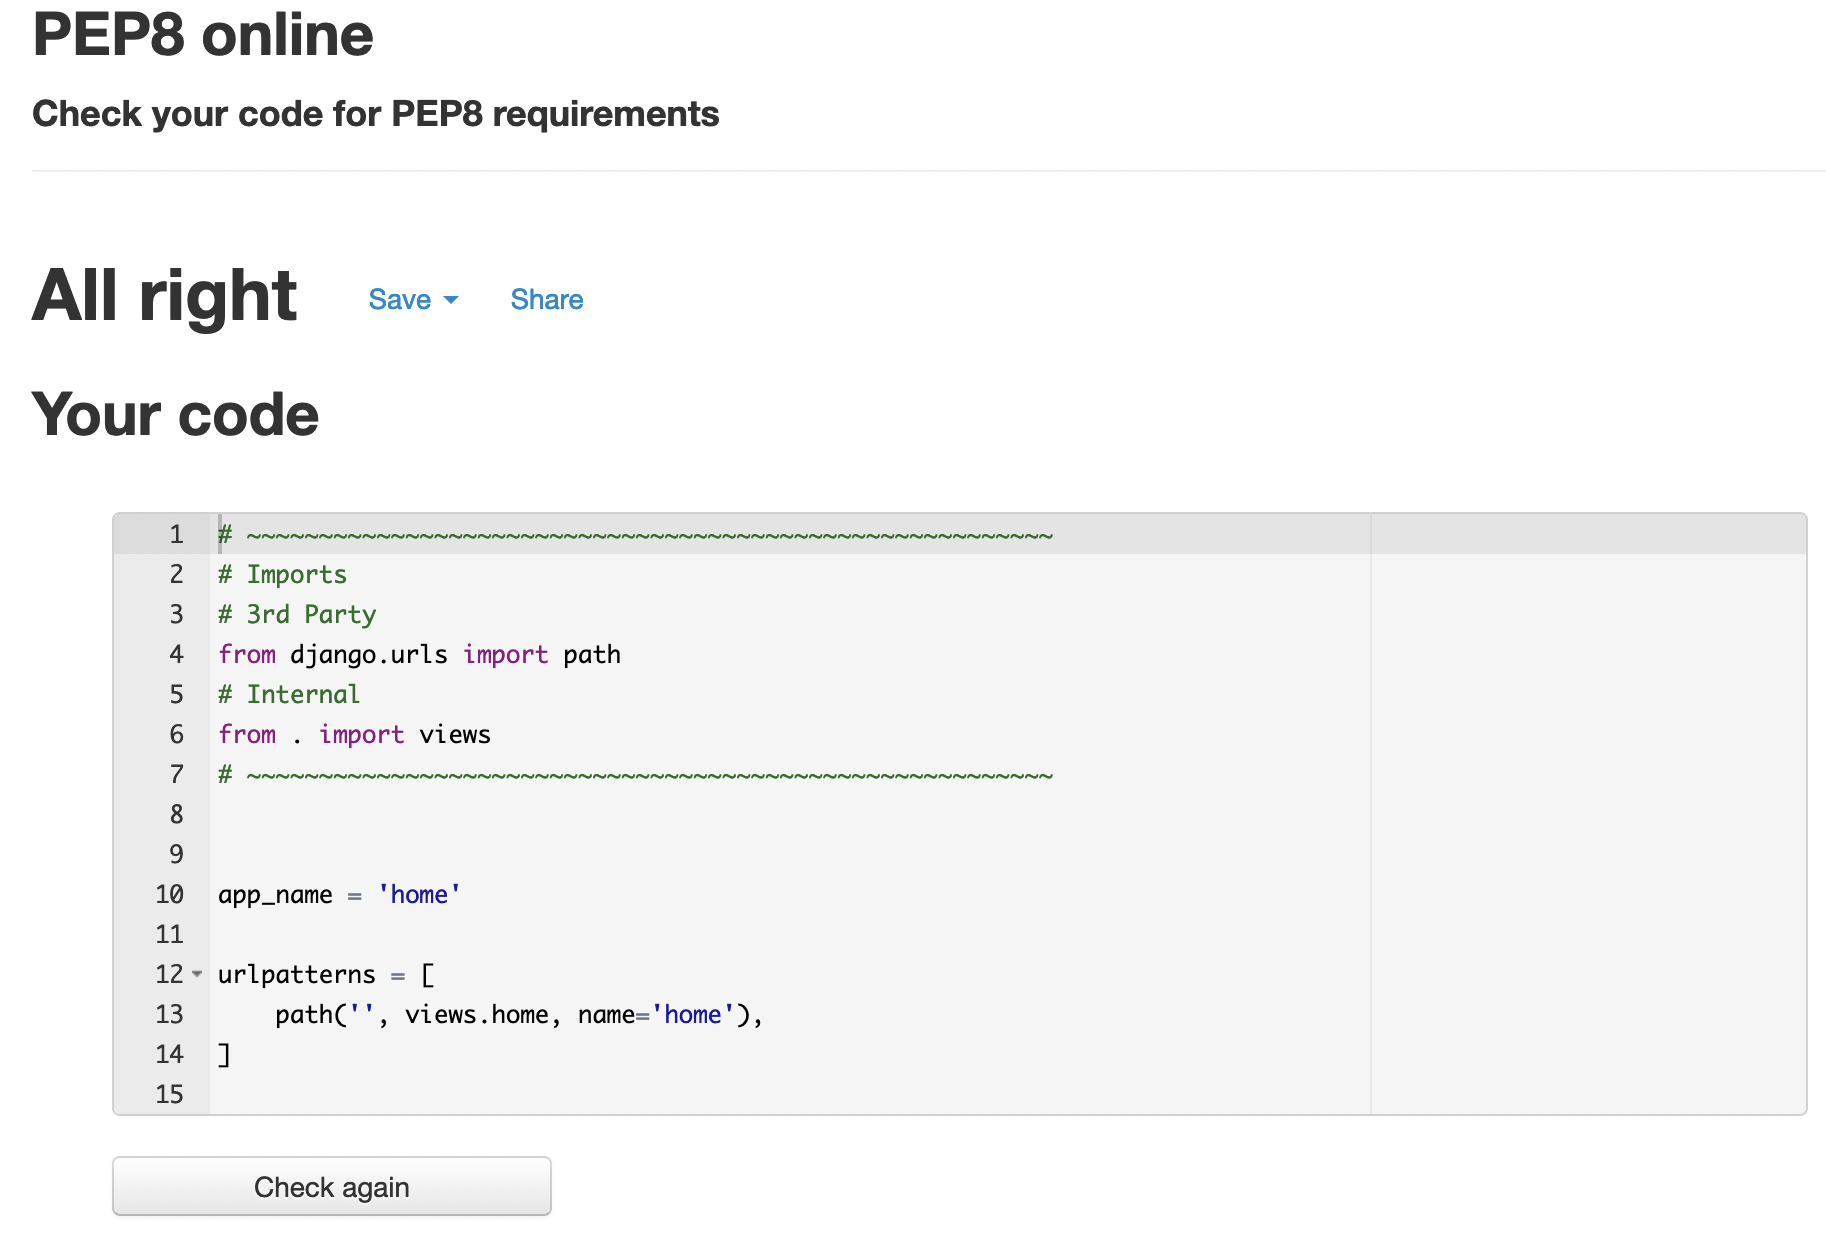 PEP8 online
Check your code for PEP8 requirements
All right Save Share
Your code
1 # ~~~~~~~~~~~~~~~~~~~~~~~~~~~~~~~~~~~~~~~~~~~~~~~~~~~~~~~~
2 # Imports
3 # 3rd Party
4 from django.urls import path
5 # Internal
6 from . import views
7 # ~~~~~~~~~~~~~~~~~~~~~~~~~~~~~~~~~~~~~~~~~~~~~~~~~~~~~~~~
8
9
10 app_name = 'home'
11
12 urlpatterns = [
13     path('', views.home, name='home'),
14 ]
15
Check again